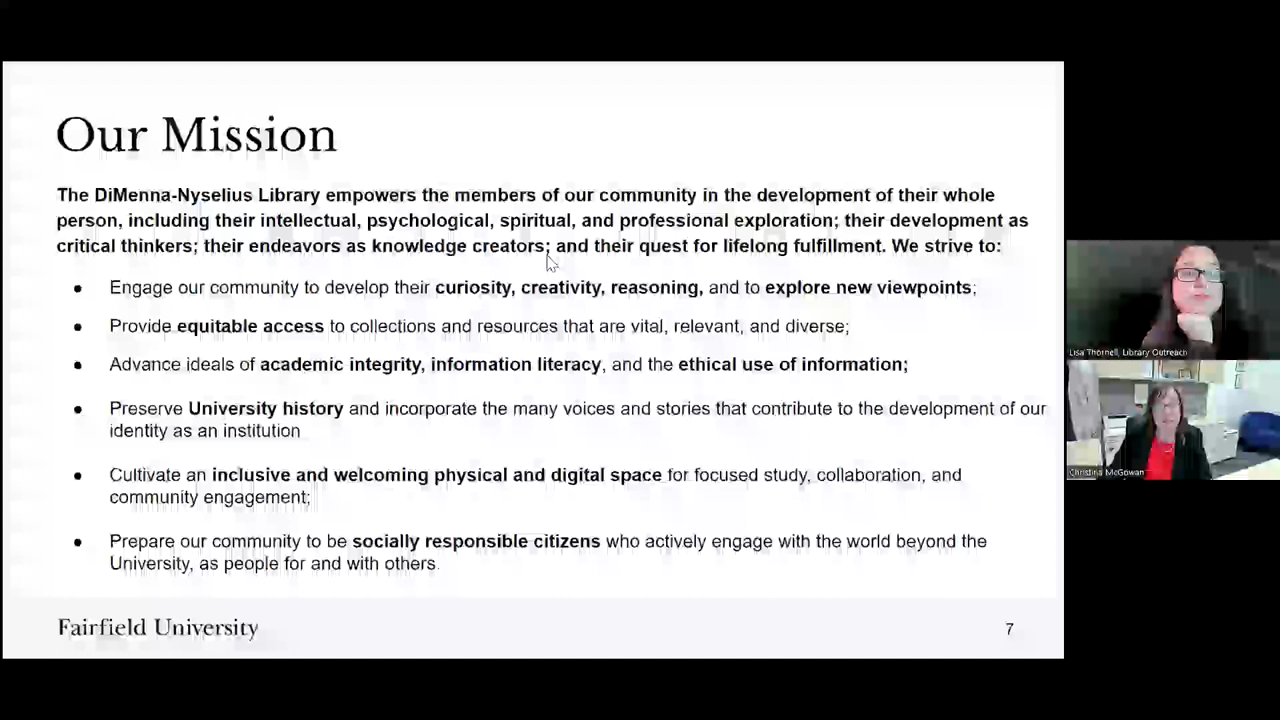 Our Mission
The DiMenna-Nyselius Library empowers the members of our community in the development of their whole
person, including their intellectual, psychological, spiritual, and professional exploration; their development as
critical thinkers; their endeavors as knowledge creators; and their quest for lifelong fulfillment. We strive to:
● Engage our community to develop their curiosity, creativity, reasoning, and to explore new viewpoints;
● Provide equitable access to collections and resources that are vital, relevant, and diverse;
● Advance ideals of academic integrity, information literacy, and the ethical use of information;
● Preserve University history and incorporate the many voices and stories that contribute to the development of our
identity as an institution
● Cultivate an inclusive and welcoming physical and digital space for focused study, collaboration, and
community engagement;
● Prepare our community to be socially responsible citizens who actively engage with the world beyond the
University, as people for and with others.
Fairfield University
7
Lisa Thornell, Library Outreach
Christina McGowan